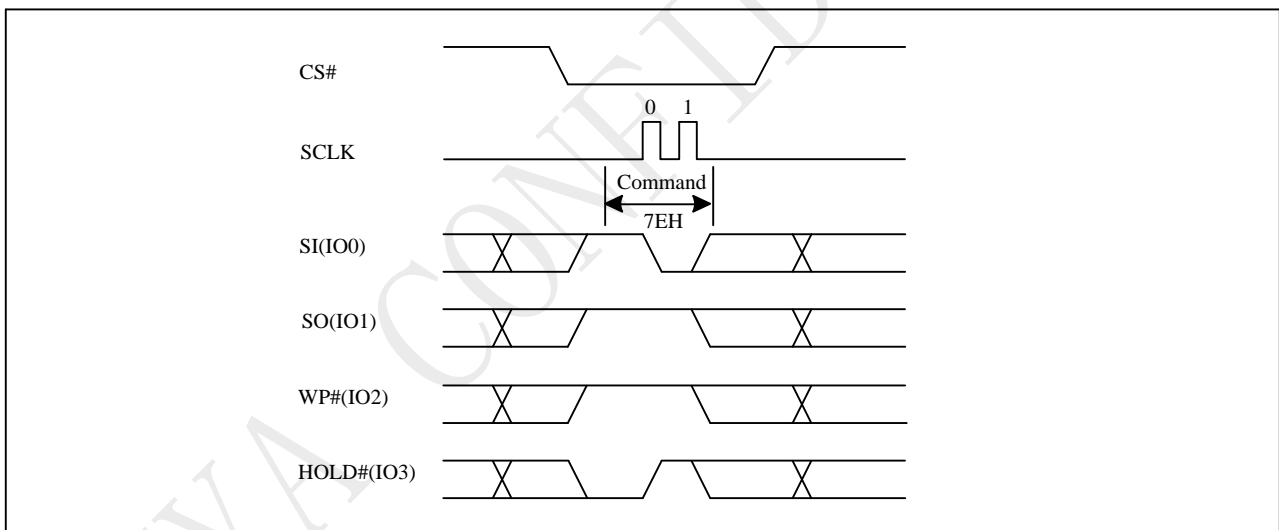 CS#
0 1
SCLK
Command
7EH
SI(IO0)
SO(IO1)
WP#(IO2)
HOLD#(IO3)